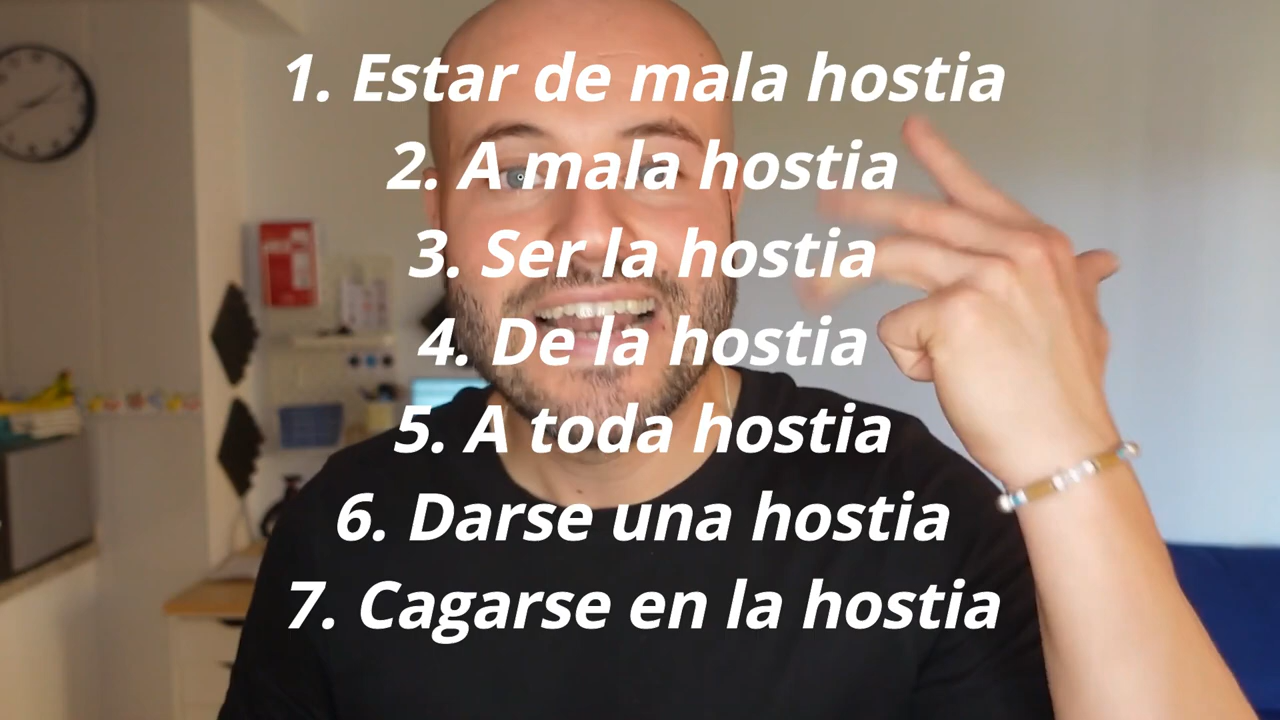 1. Estar de mala hostia
2. A mala hostia
3. Ser la hostia
4. De la hostia
5. A toda hostia
6. Darse una hostia
7. Cagarse en la hostia